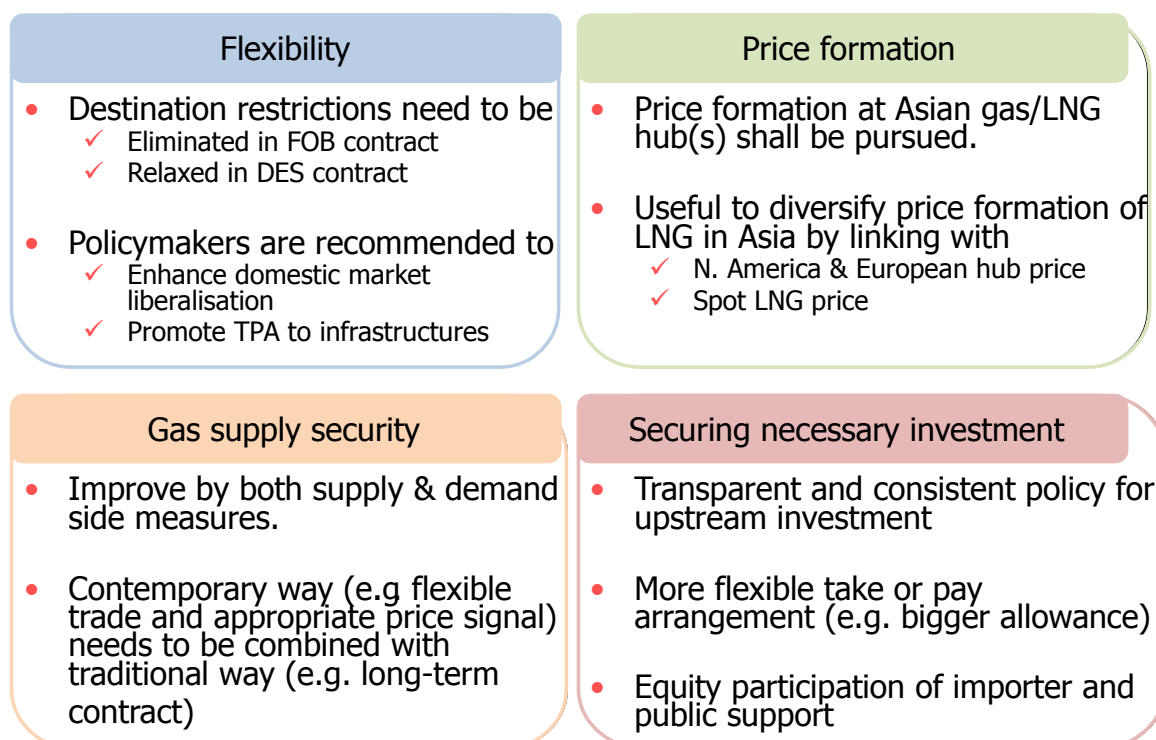 Flexibility
• Destination restrictions need to be
✓ Eliminated in FOB contract
✓ Relaxed in DES contract
• Policymakers are recommended to
✓ Enhance domestic market
liberalisation
✓ Promote TPA to infrastructures
Price formation
• Price formation at Asian gas/LNG
hub(s) shall be pursued.
• Useful to diversify price formation of
LNG in Asia by linking with
✓ N. America & European hub price
✓ Spot LNG price
Gas supply security
• Improve by both supply & demand
side measures.
• Contemporary way (e.g. flexible
trade and appropriate price signal)
needs to be combined with
traditional way (e.g. long-term
contract)
Securing necessary investment
• Transparent and consistent policy for
upstream investment
• More flexible take or pay
arrangement (e.g. bigger allowance)
• Equity participation of importer and
public support